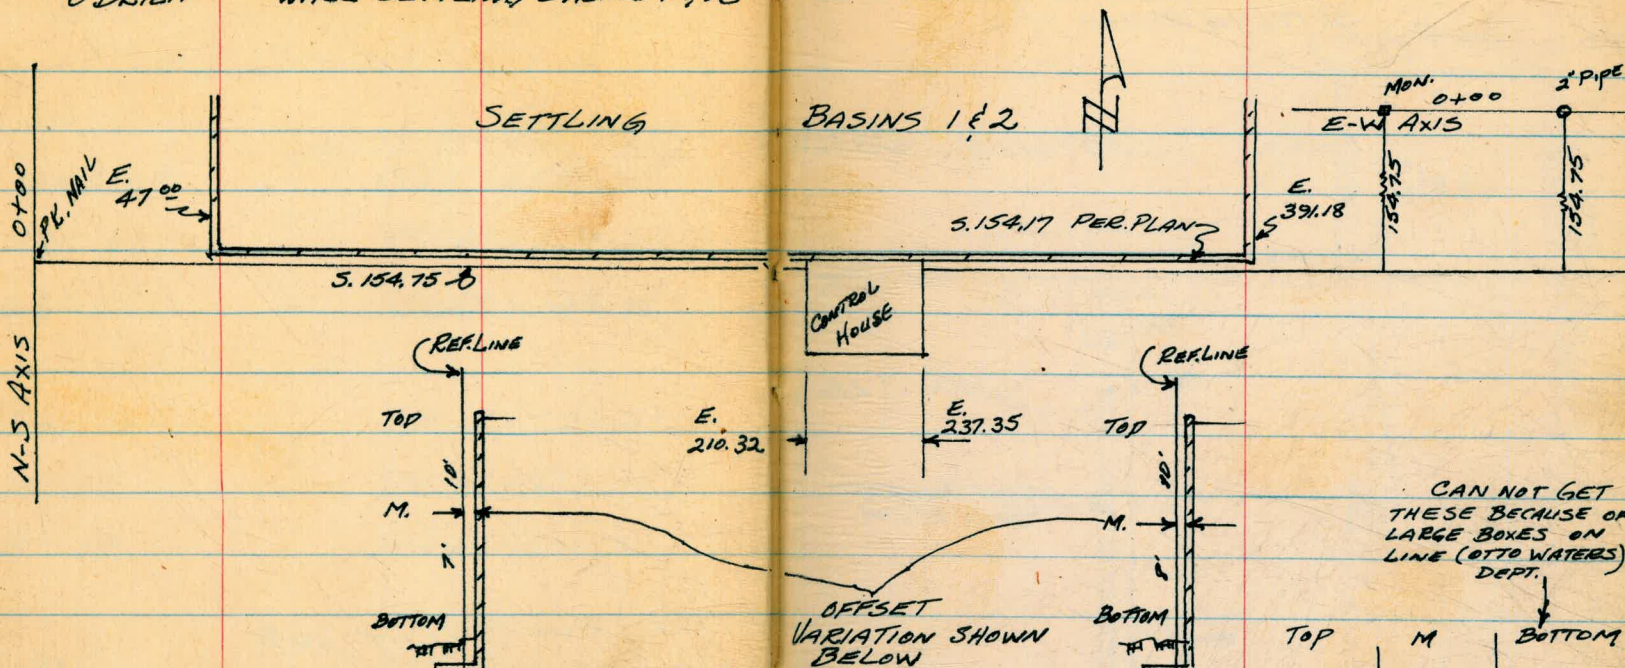 SETTLING BASINS 1 & 2
MON.
0+00
2" PIPE
E-W AXIS
0+00
P.K. NAIL
E.
47 00
154.75
154.75
E.
391.18
S.154.17 PER. PLAN
S. 154.75
CONTROL
HOUSE
N-S AXIS
REF. LINE
REF. LINE
TOP
E.
210.32
E.
237.35
TOP
10'
10'
M.
M.
7'
8'
CAN NOT GET
THESE BECAUSE OF
LARGE BOXES ON
LINE (OTTO WATERS)
DEPT.
OFFSET
VARIATION SHOWN
BELOW
BOTTOM
BOTTOM
TOP
M
BOTTOM